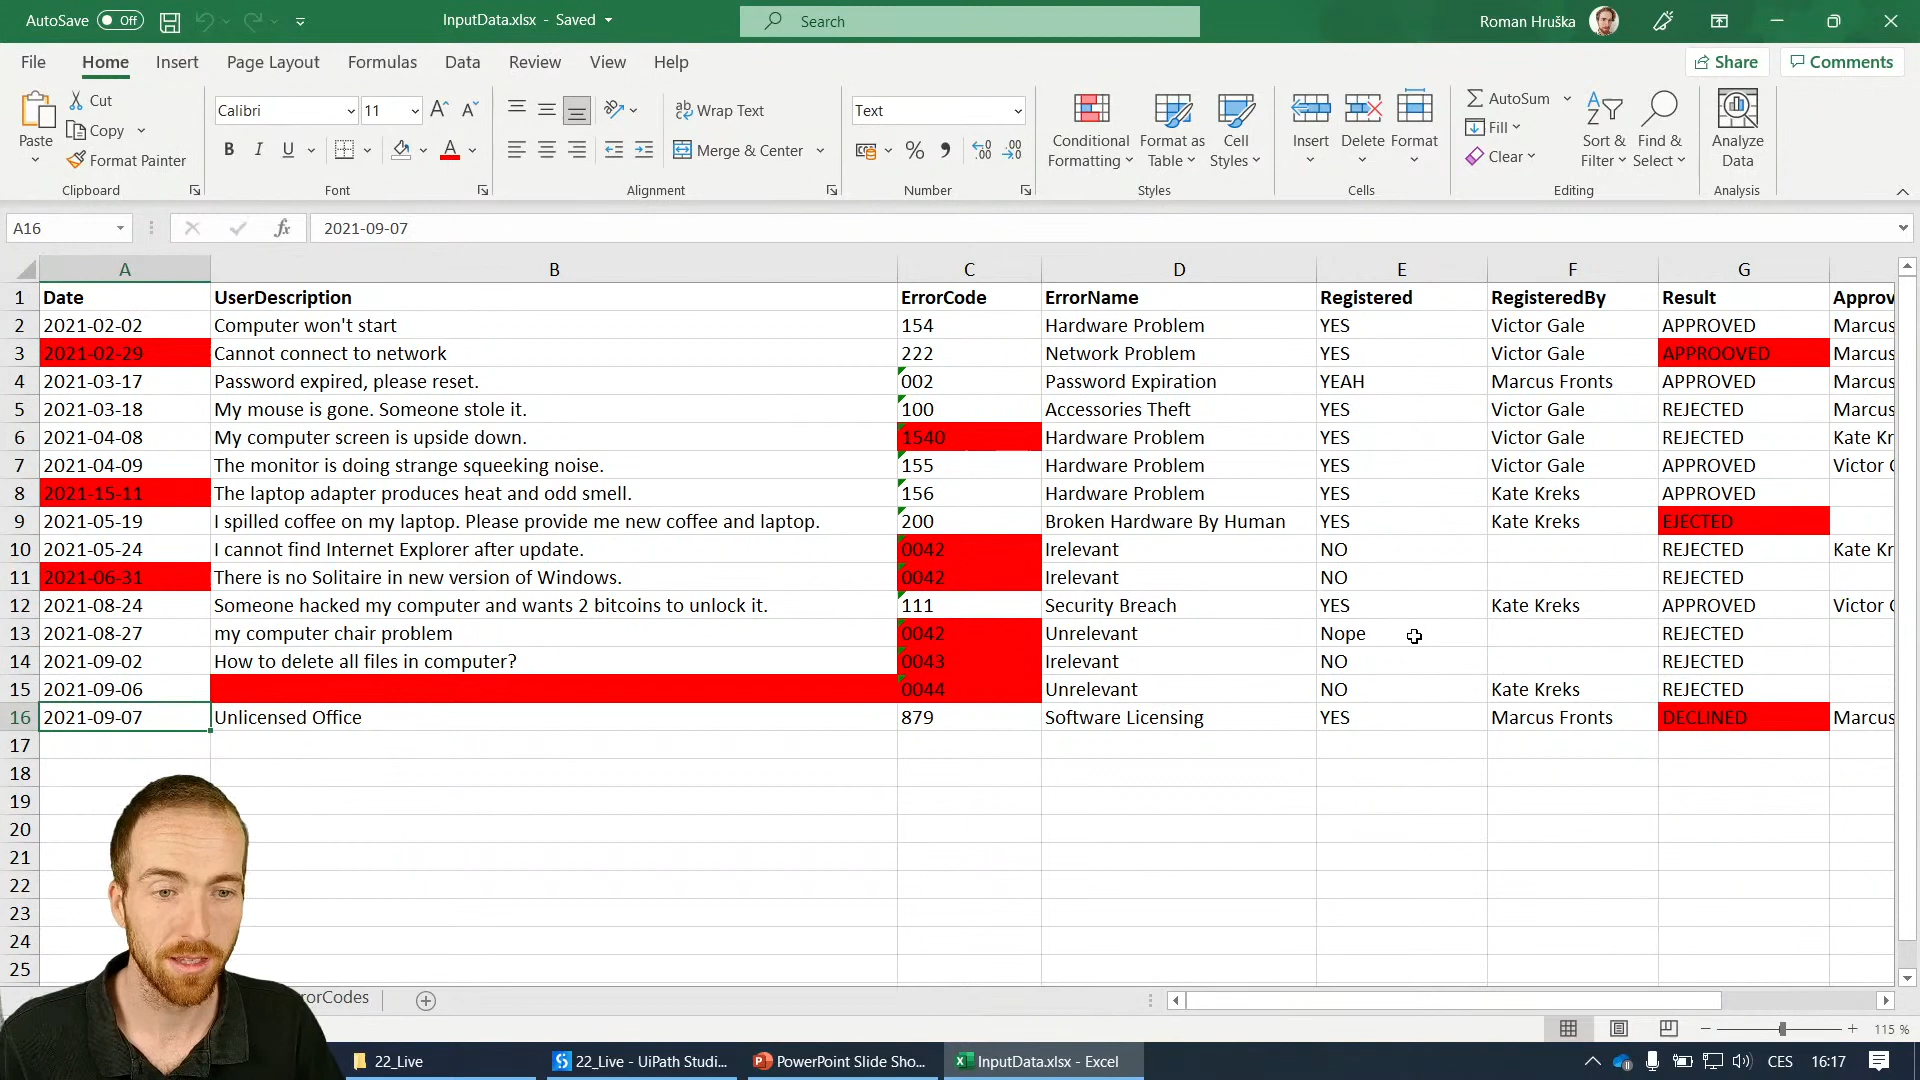 AutoSave Off InputData.xlsx - Saved Search Roman Hruška
File Home Insert Page Layout Formulas Data Review View Help Share Comments
Cut Calibri 11 Wrap Text Text AutoSum
Paste Copy Conditional Formatting Format as Table Cell Styles Insert Delete Format Fill Sort & Filter Find & Select Analyze Data
Format Painter B I U Merge & Center % Clear
Clipboard Font Alignment Number Styles Cells Editing Analysis
A16 fx 2021-09-07
A B C D E F G
1 Date UserDescription ErrorCode ErrorName Registered RegisteredBy Result Approv
2 2021-02-02 Computer won't start 154 Hardware Problem YES Victor Gale APPROVED Marcus
3 2021-02-29 Cannot connect to network 222 Network Problem YES Victor Gale APPROOVED Marcus
4 2021-03-17 Password expired, please reset. 002 Password Expiration YEAH Marcus Fronts APPROVED Marcus
5 2021-03-18 My mouse is gone. Someone stole it. 100 Accessories Theft YES Victor Gale REJECTED Marcus
6 2021-04-08 My computer screen is upside down. 1540 Hardware Problem YES Victor Gale REJECTED Kate Kr
7 2021-04-09 The monitor is doing strange squeeking noise. 155 Hardware Problem YES Victor Gale APPROVED Victor
8 2021-15-11 The laptop adapter produces heat and odd smell. 156 Hardware Problem YES Kate Kreks APPROVED
9 2021-05-19 I spilled coffee on my laptop. Please provide me new coffee and laptop. 200 Broken Hardware By Human YES Kate Kreks EJECTED
10 2021-05-24 I cannot find Internet Explorer after update. 0042 Irelevant NO REJECTED Kate Kr
11 2021-06-31 There is no Solitaire in new version of Windows. 0042 Irelevant NO REJECTED
12 2021-08-24 Someone hacked my computer and wants 2 bitcoins to unlock it. 111 Security Breach YES Kate Kreks APPROVED Victor
13 2021-08-27 my computer chair problem 0042 Unrelevant Nope REJECTED
14 2021-09-02 How to delete all files in computer? 0043 Irelevant NO REJECTED
15 2021-09-06 0044 Unrelevant NO Kate Kreks REJECTED
16 2021-09-07 Unlicensed Office 879 Software Licensing YES Marcus Fronts DECLINED Marcus
17
18
19
20
21
22
23
24
25
rorCodes
115 %
22_Live 22_Live - UiPath Studi... PowerPoint Slide Sho... InputData.xlsx - Excel CES 16:17